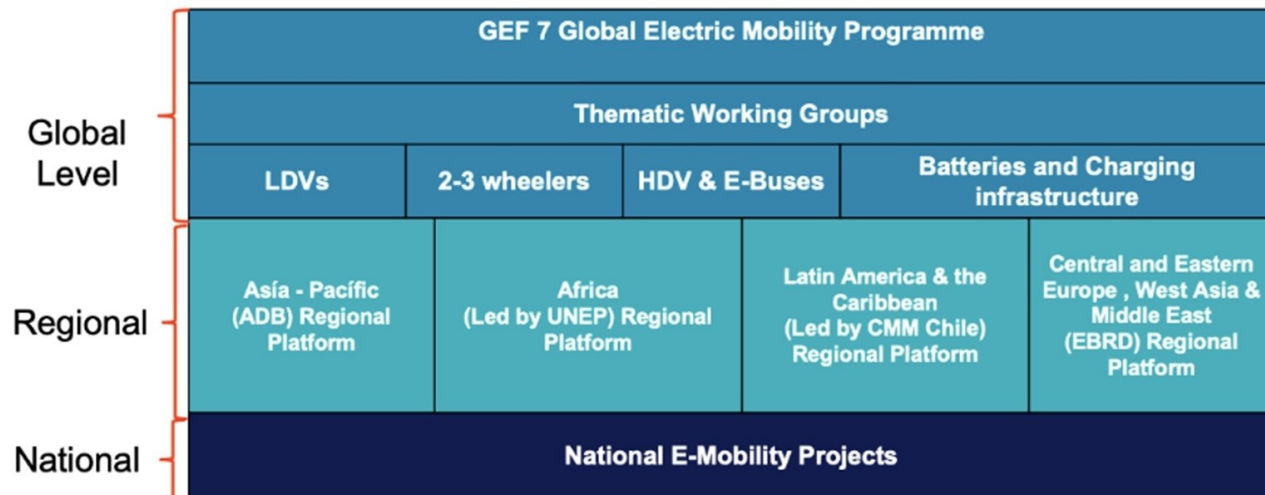 GEF 7 Global Electric Mobility Programme
Thematic Working Groups
Global
Level
LDVs
2-3 wheelers
HDV & E-Buses
Batteries and Charging
infrastructure
Regional
Asía - Pacífic
(ADB) Regional
Platform
Africa
(Led by UNEP) Regional
Platform
Latin America & the
Caribbean
(Led by CMM Chile)
Regional Platform
Central and Eastern
Europe , West Asia &
Middle East
(EBRD) Regional
Platform
National
National E-Mobility Projects